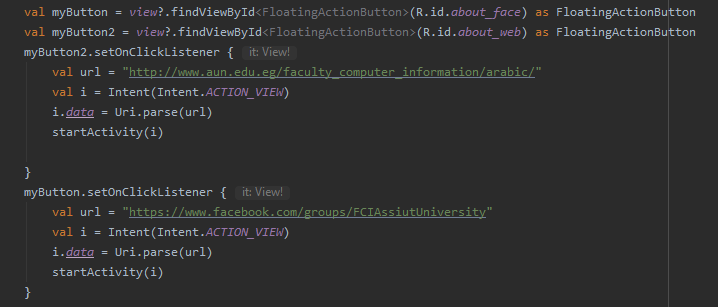 val myButton = view?.findViewById<FloatingActionButton>(R.id.about_face) as FloatingActionButton
val myButton2 = view?.findViewById<FloatingActionButton>(R.id.about_web) as FloatingActionButton
myButton2.setOnClickListener { it: View!
    val url = "http://www.aun.edu.eg/faculty_computer_information/arabic/"
    val i = Intent(Intent.ACTION_VIEW)
    i.data = Uri.parse(url)
    startActivity(i)

}
myButton.setOnClickListener { it: View!
    val url = "https://www.facebook.com/groups/FCIAssiutUniversity"
    val i = Intent(Intent.ACTION_VIEW)
    i.data = Uri.parse(url)
    startActivity(i)
}